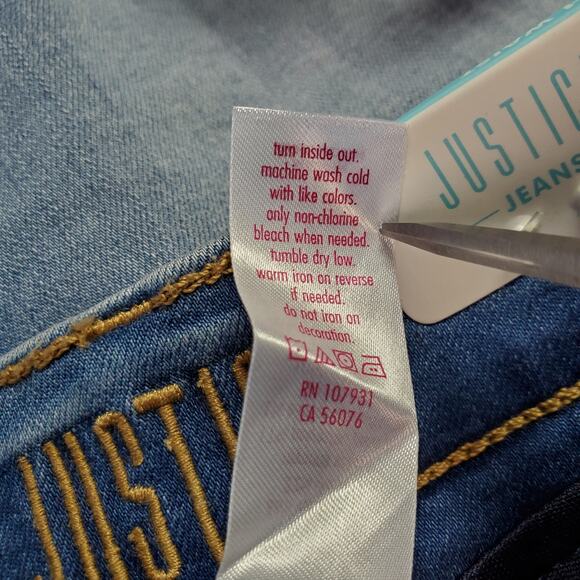 turn inside out.
machine wash cold
with like colors.
only non-chlorine
bleach when needed.
tumble dry low.
warm iron on reverse
if needed.
do not iron on
decoration.
RN 107931
CA 56076
JUSTIC
JEANS
JUSTI